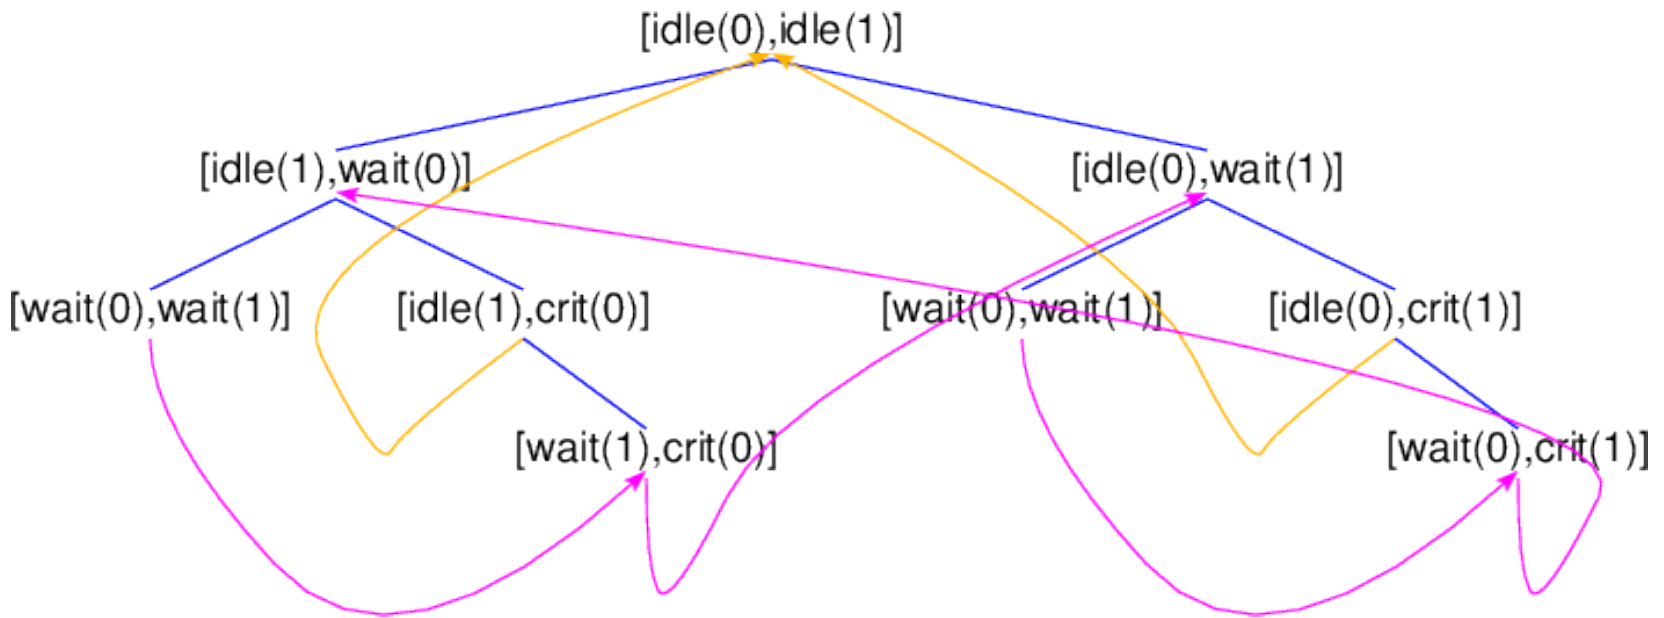 [idle(0),idle(1)]
[idle(1),wait(0)]
[idle(0),wait(1)]
[wait(0),wait(1)]
[idle(1),crit(0)]
[wait(0),wait(1)]
[idle(0),crit(1)]
[wait(1),crit(0)]
[wait(0),crit(1)]